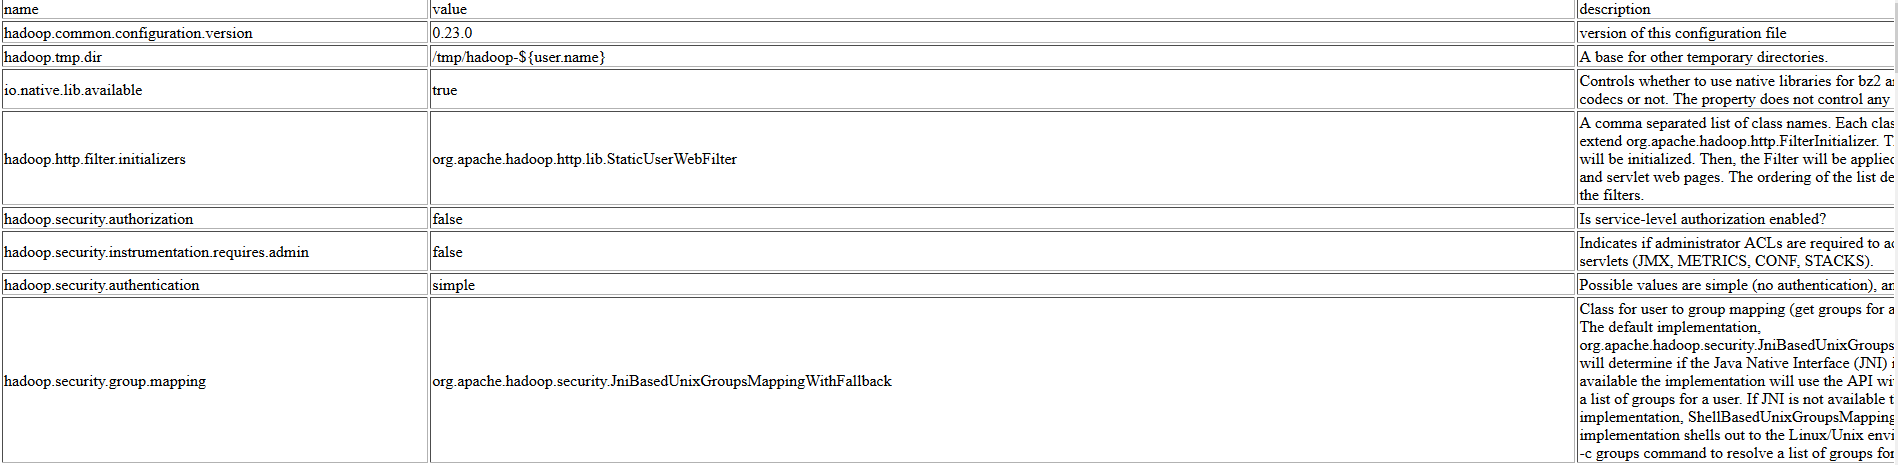 name value description
hadoop.common.configuration.version 0.23.0 version of this configuration file
hadoop.tmp.dir /tmp/hadoop-${user.name} A base for other temporary directories.
io.native.lib.available true Controls whether to use native libraries for bz2
codecs or not. The property does not control any
hadoop.http.filter.initializers org.apache.hadoop.http.lib.StaticUserWebFilter A comma separated list of class names. Each
extend org.apache.hadoop.http.FilterInitializer.
will be initialized. Then, the Filter will be
and servlet web pages. The ordering of the list
the filters.
hadoop.security.authorization false Is service-level authorization enabled?
hadoop.security.instrumentation.requires.admin false Indicates if administrator ACLs are required to
servlets (JMX, METRICS, CONF, STACKS).
hadoop.security.authentication simple Possible values are simple (no authentication),
hadoop.security.group.mapping org.apache.hadoop.security.JniBasedUnixGroupsMappingWithFallback Class for user to group mapping (get groups for a
The default implementation,
org.apache.hadoop.security.JniBasedUnixGroups
will determine if the Java Native Interface (JNI)
available the implementation will use the API
a list of groups for a user. If JNI is not available
implementation, ShellBasedUnixGroupsMapping
implementation shells out to the Linux/Unix
-c groups command to resolve a list of groups for